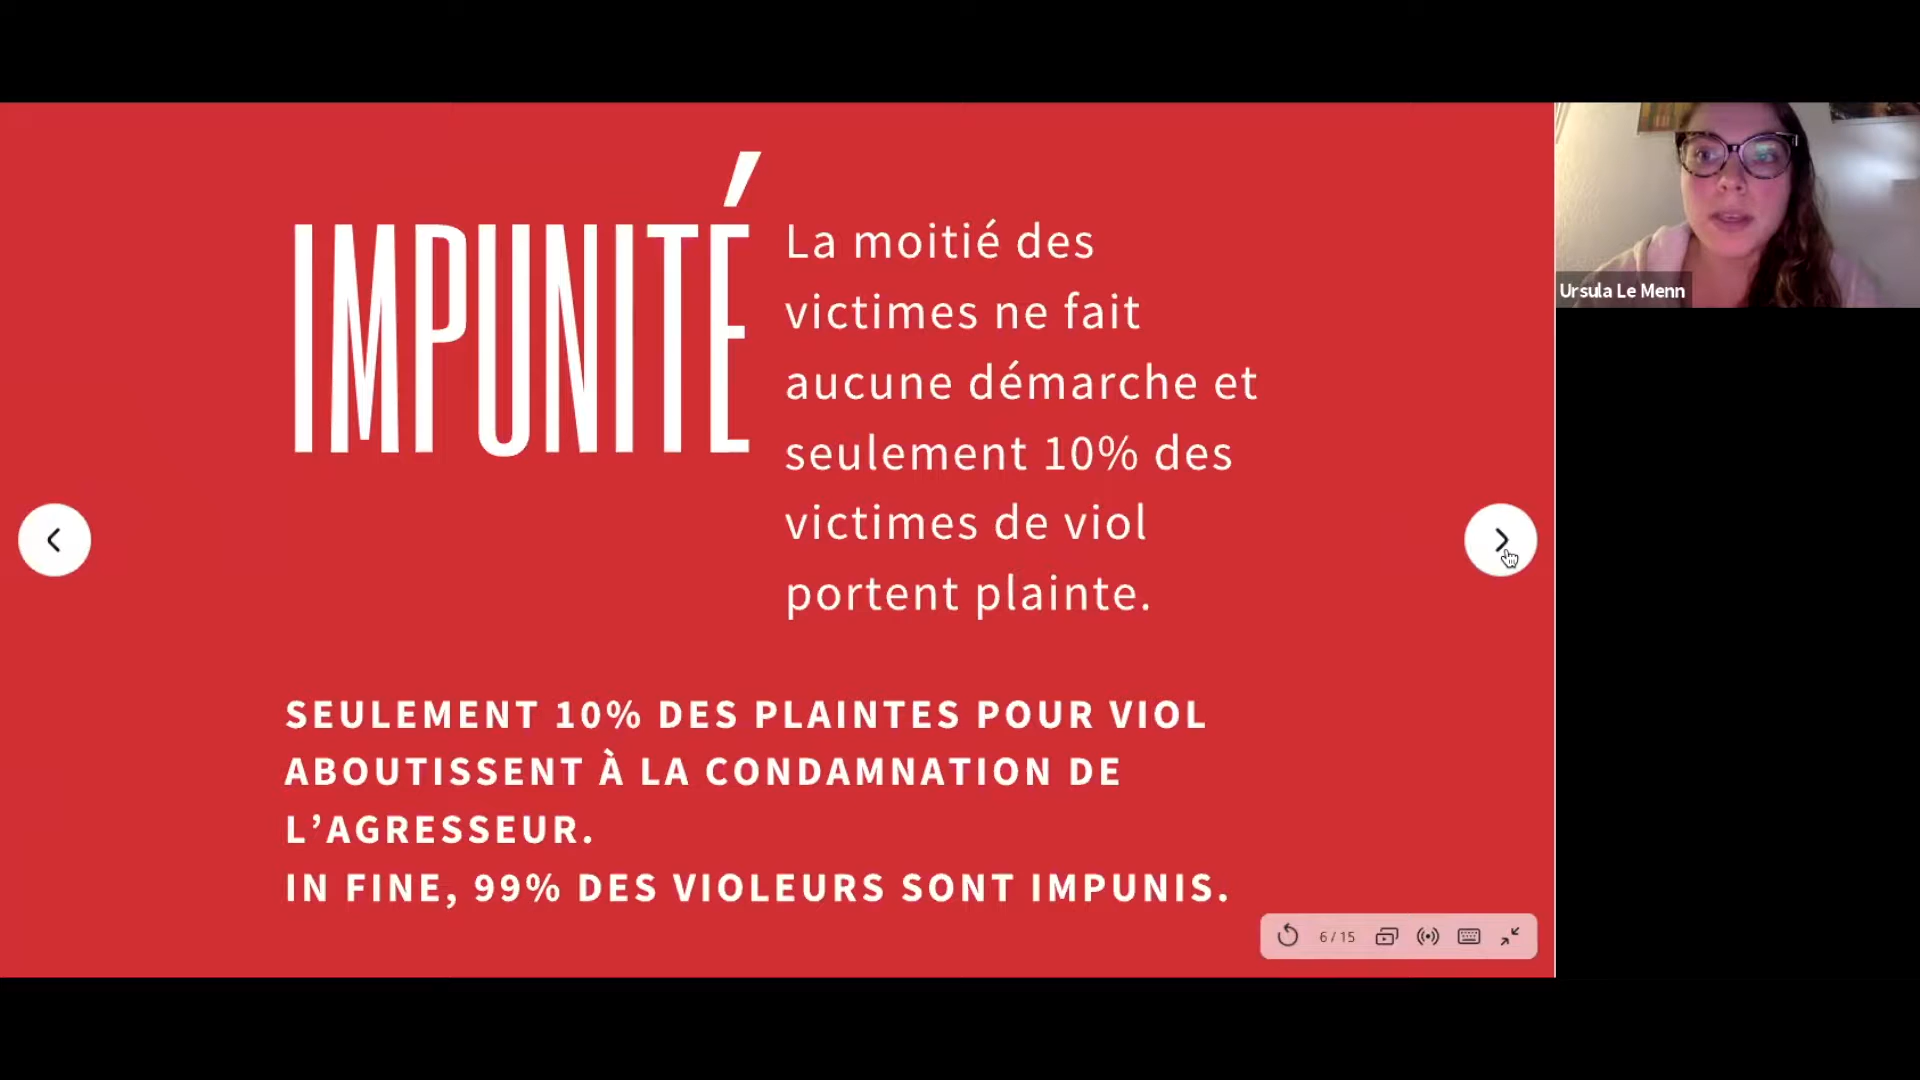 IMPUNITÉ
La moitié des
victimes ne fait
aucune démarche et
seulement 10% des
victimes de viol
portent plainte.
SEULEMENT 10% DES PLAINTES POUR VIOL
ABOUTISSENT À LA CONDAMNATION DE
L’AGRESSEUR.
IN FINE, 99% DES VIOLEURS SONT IMPUNIS.
6 / 15
Ursula Le Menn